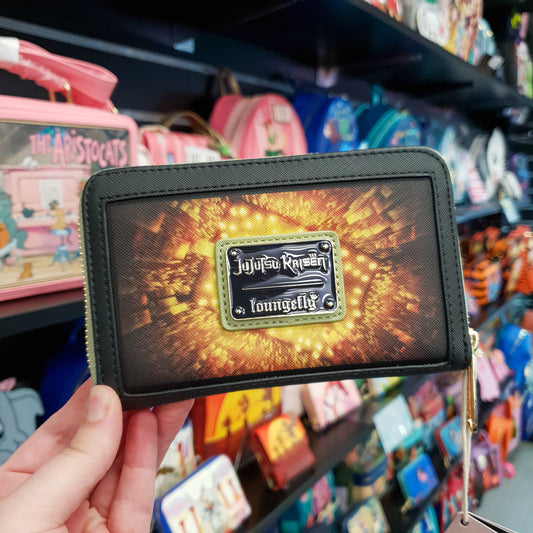 THE ARISTOCATS
JUJUTSU KAISEN
loungefly